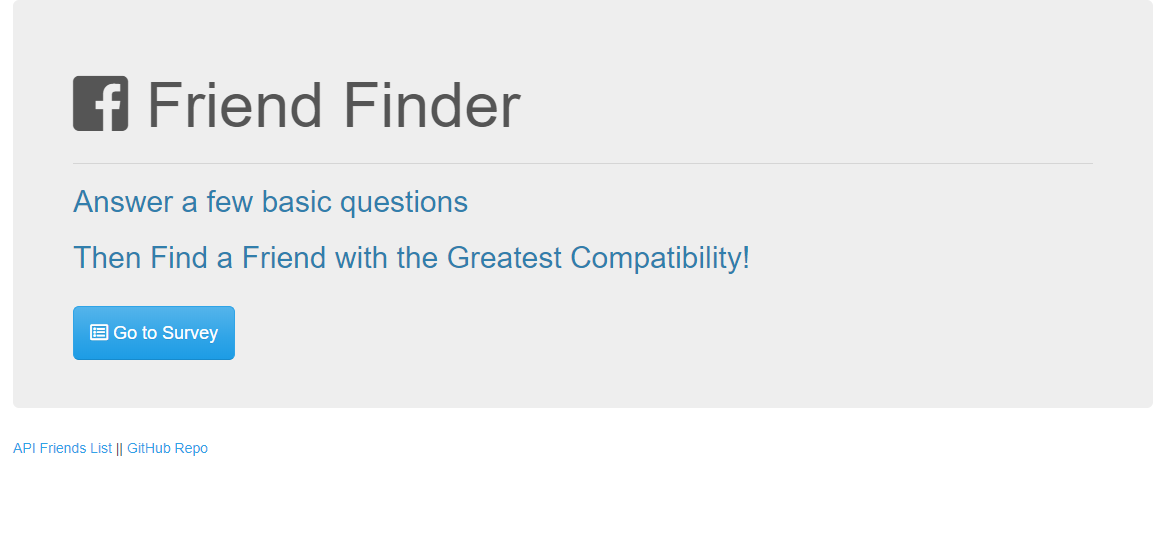 Friend Finder
Answer a few basic questions
Then Find a Friend with the Greatest Compatibility!
Go to Survey
API Friends List || GitHub Repo